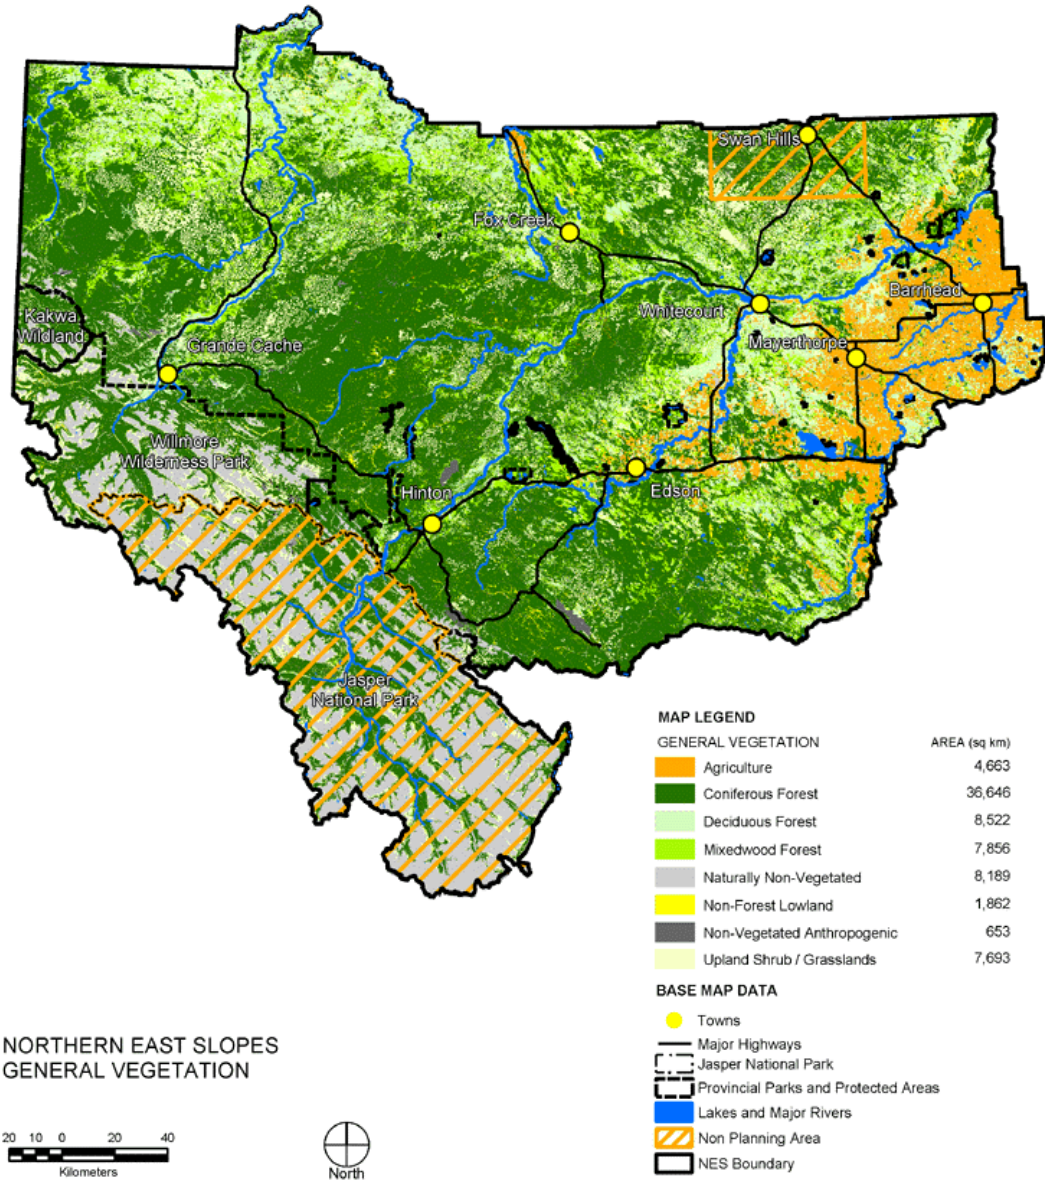 Swan Hills
Fox Creek
Barrhead
Whitecourt
Kakwa
Wildland
Grande Cache
Mayerthorpe
Willmore
Wilderness Park
Hinton
Edson
Jasper
National Park
MAP LEGEND
GENERAL VEGETATION AREA (sq km)
Agriculture 4,663
Coniferous Forest 36,646
Deciduous Forest 8,522
Mixedwood Forest 7,856
Naturally Non-Vegetated 8,189
Non-Forest Lowland 1,862
Non-Vegetated Anthropogenic 653
Upland Shrub / Grasslands 7,693
BASE MAP DATA
Towns
Major Highways
Jasper National Park
Provincial Parks and Protected Areas
Lakes and Major Rivers
Non Planning Area
NES Boundary
NORTHERN EAST SLOPES
GENERAL VEGETATION
20 10 0 20 40
Kilometers
North